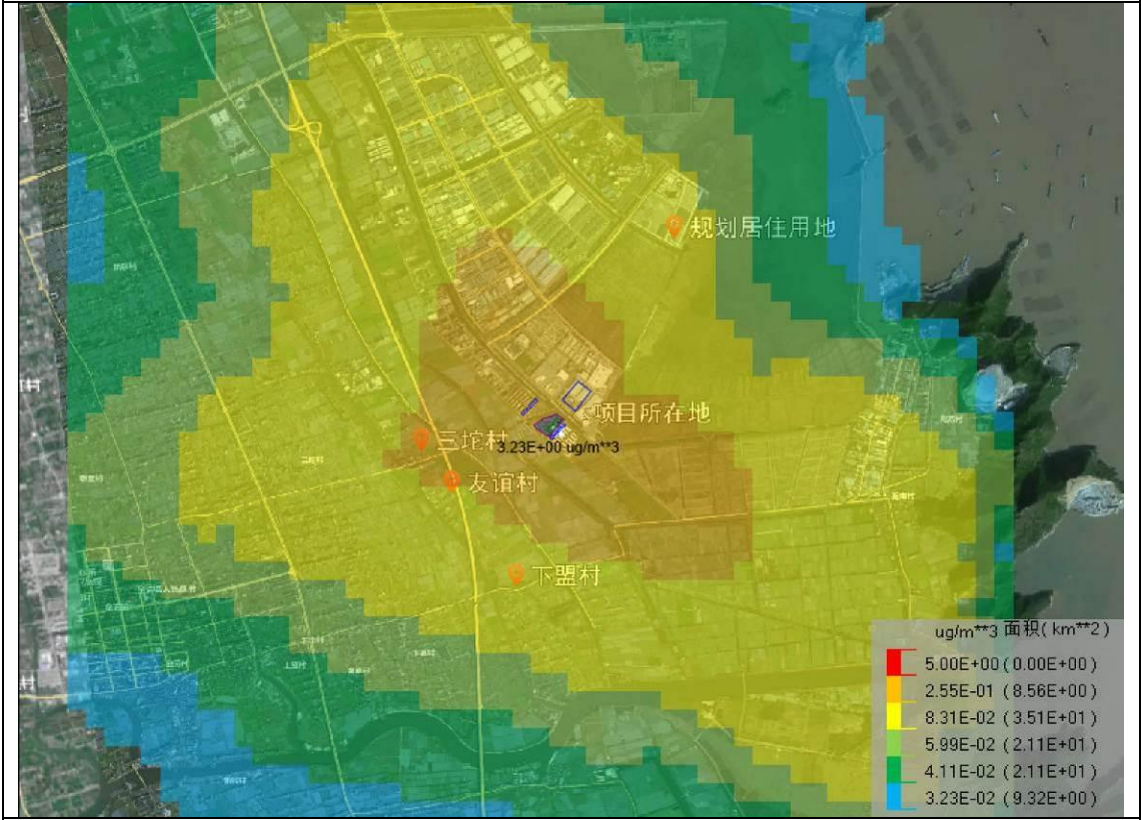 规划居住用地
项目所在地
三坨村
3.23E+00 ug/m**3
友谊村
下盟村
ug/m**3 面积( km**2 )
5.00E+00 ( 0.00E+00 )
2.55E-01 ( 8.56E+00 )
8.31E-02 ( 3.51E+01 )
5.99E-02 ( 2.11E+01 )
4.11E-02 ( 2.11E+01 )
3.23E-02 ( 9.32E+00 )